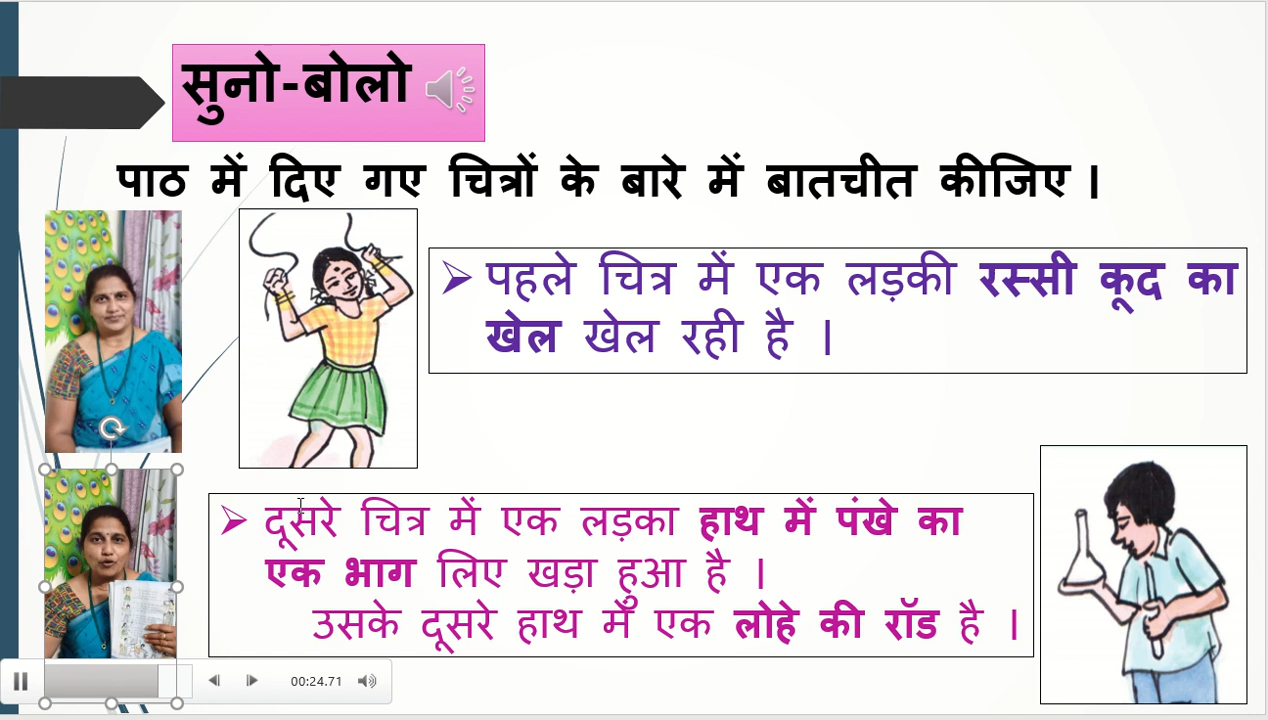 सुनो-बोलो
पाठ में दिए गए चित्रों के बारे में बातचीत कीजिए ।
पहले चित्र में एक लड़की रस्सी कूद का
खेल खेल रही है ।
दूसरे चित्र में एक लड़का हाथ में पंखे का
एक भाग लिए खड़ा हुआ है ।
उसके दूसरे हाथ में एक लोहे की रॉड है ।
00:24.71